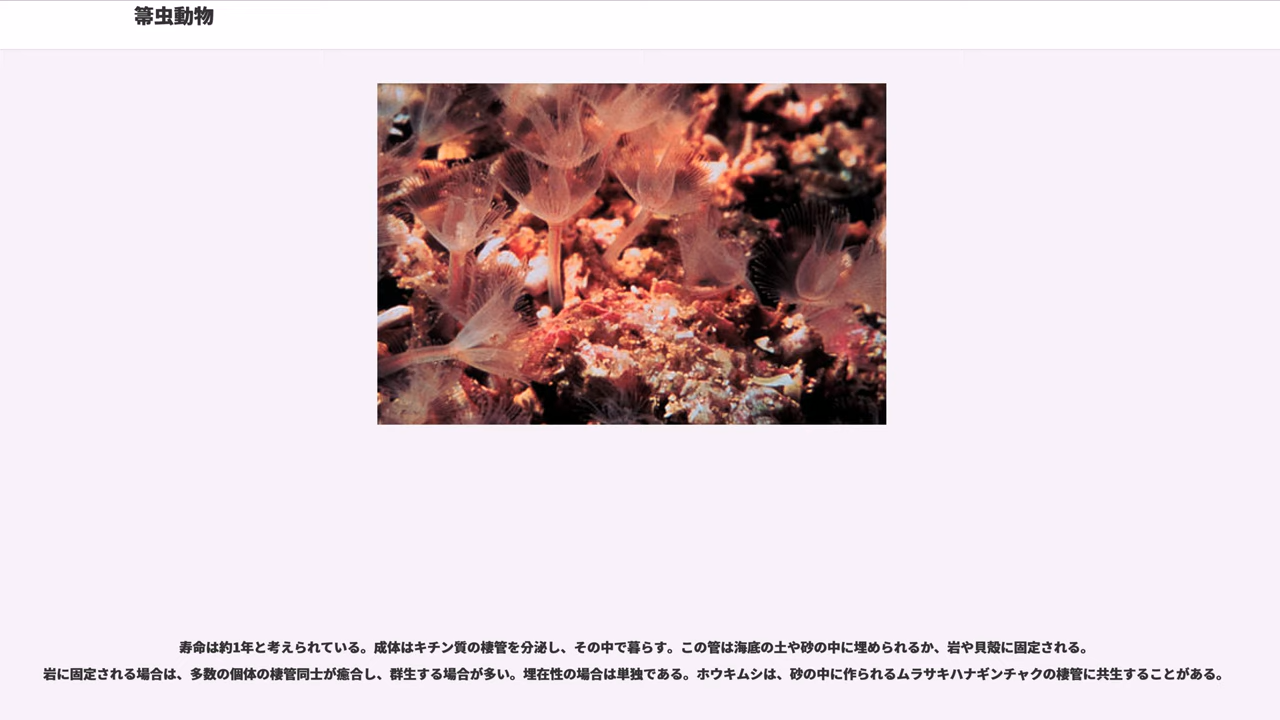 箒虫動物
寿命は約1年と考えられている。成体はキチン質の棲管を分泌し、その中で暮らす。この管は海底の土や砂の中に埋められるか、岩や貝殻に固定される。
岩に固定される場合は、多数の個体の棲管同士が癒合し、群生する場合が多い。埋在性の場合は単独である。ホウキムシは、砂の中に作られるムラサキハナギンチャクの棲管に共生することがある。